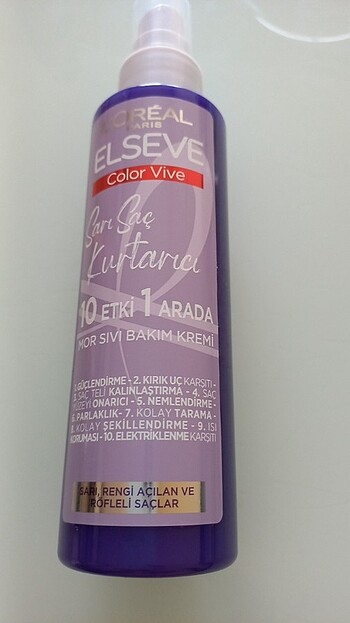 L'ORÉAL
PARIS
ELSEVE
Color Vive
Sarı Saç
Kurtarıcı
10 ETKİ 1 ARADA
MOR SIVI BAKIM KREMİ
1. GÜÇLENDİRME - 2. KIRIK UÇ KARŞITI -
3. SAÇ TELİ KALINLAŞTIRMA - 4. SAÇ
YÜZEYİ ONARICI - 5. NEMLENDİRME -
6. PARLAKLIK - 7. KOLAY TARAMA -
8. KOLAY ŞEKİLLENDİRME - 9. ISI
KORUMASI - 10. ELEKTRİKLENME KARŞITI
SARI, RENGİ AÇILAN VE
RÖFLELİ SAÇLAR